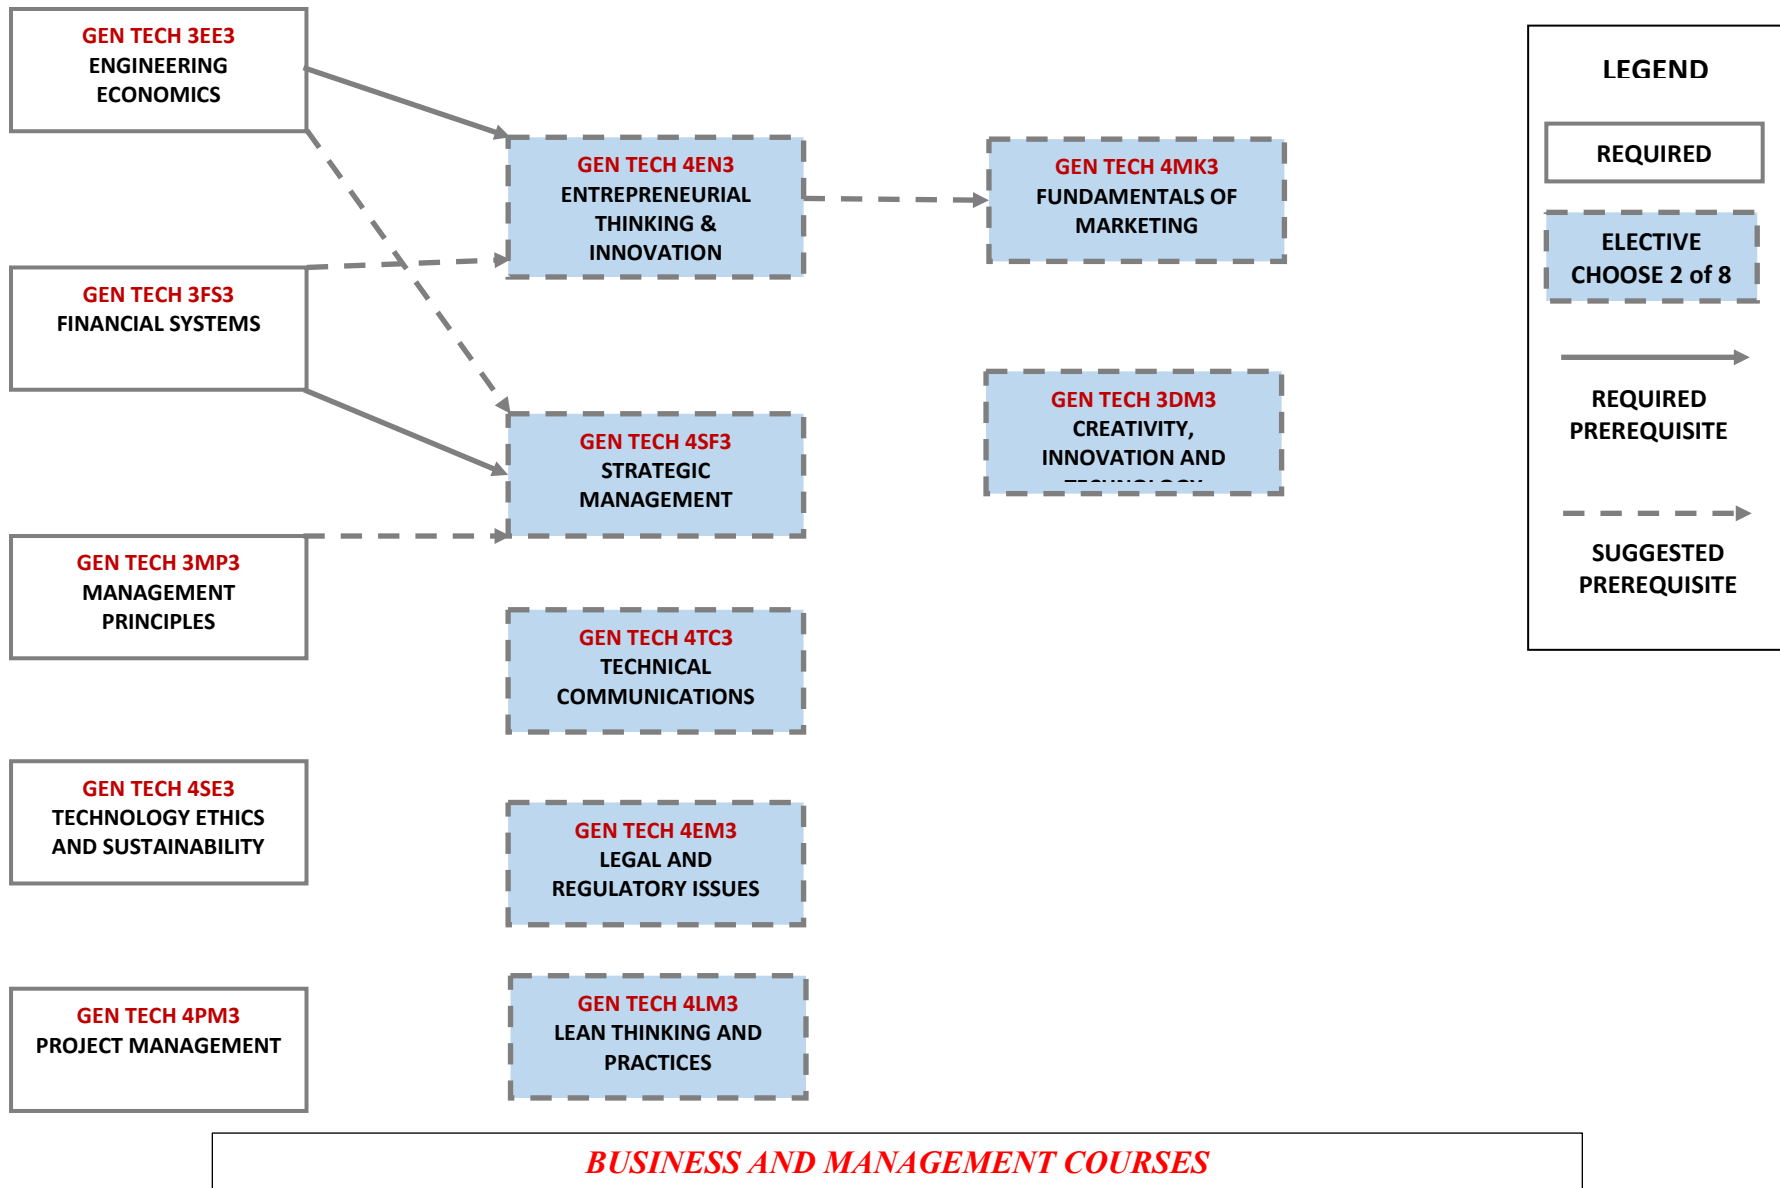 GEN TECH 3EE3
ENGINEERING
ECONOMICS
GEN TECH 3FS3
FINANCIAL SYSTEMS
GEN TECH 3MP3
MANAGEMENT
PRINCIPLES
GEN TECH 4SE3
TECHNOLOGY ETHICS
AND SUSTAINABILITY
GEN TECH 4PM3
PROJECT MANAGEMENT
GEN TECH 4EN3
ENTREPRENEURIAL
THINKING &
INNOVATION
GEN TECH 4SF3
STRATEGIC
MANAGEMENT
GEN TECH 4TC3
TECHNICAL
COMMUNICATIONS
GEN TECH 4EM3
LEGAL AND
REGULATORY ISSUES
GEN TECH 4LM3
LEAN THINKING AND
PRACTICES
GEN TECH 4MK3
FUNDAMENTALS OF
MARKETING
GEN TECH 3DM3
CREATIVITY,
INNOVATION AND
TECHNOLOGY
LEGEND
REQUIRED
ELECTIVE
CHOOSE 2 of 8
REQUIRED
PREREQUISITE
SUGGESTED
PREREQUISITE
BUSINESS AND MANAGEMENT COURSES